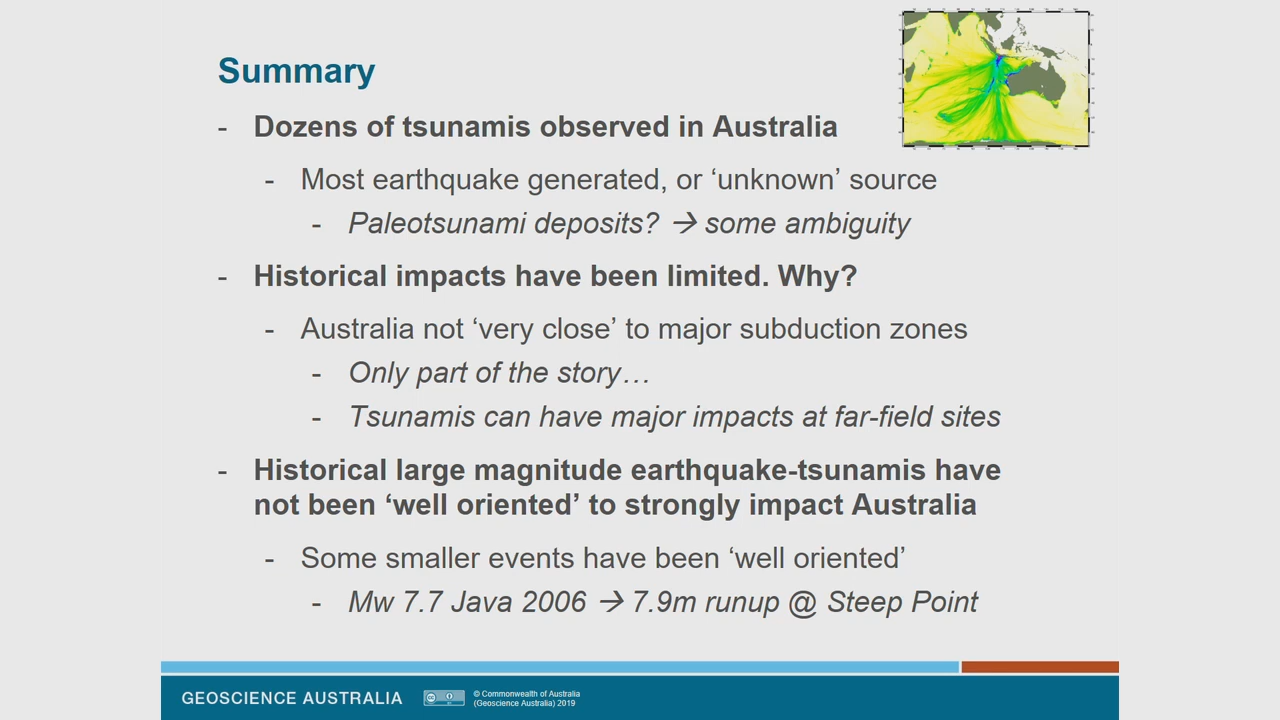 Summary
- Dozens of tsunamis observed in Australia
- Most earthquake generated, or ‘unknown’ source
- Paleotsunami deposits? → some ambiguity
- Historical impacts have been limited. Why?
- Australia not ‘very close’ to major subduction zones
- Only part of the story…
- Tsunamis can have major impacts at far-field sites
- Historical large magnitude earthquake-tsunamis have
not been ‘well oriented’ to strongly impact Australia
- Some smaller events have been ‘well oriented’
- Mw 7.7 Java 2006 → 7.9m runup @ Steep Point
GEOSCIENCE AUSTRALIA
© Commonwealth of Australia
(Geoscience Australia) 2019